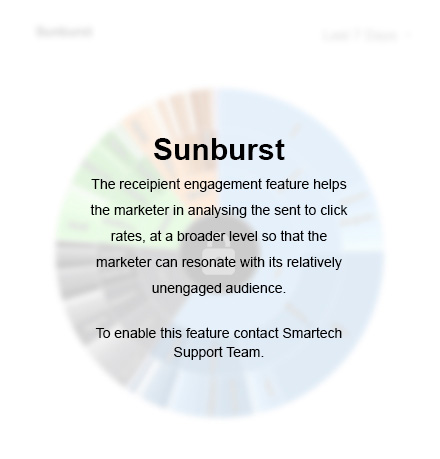 Sunburst
Last 7 Days
Sunburst
The receipient engagement feature helps
the marketer in analysing the sent to click
rates, at a broader level so that the
marketer can resonate with its relatively
unengaged audience.
To enable this feature contact Smartech
Support Team.